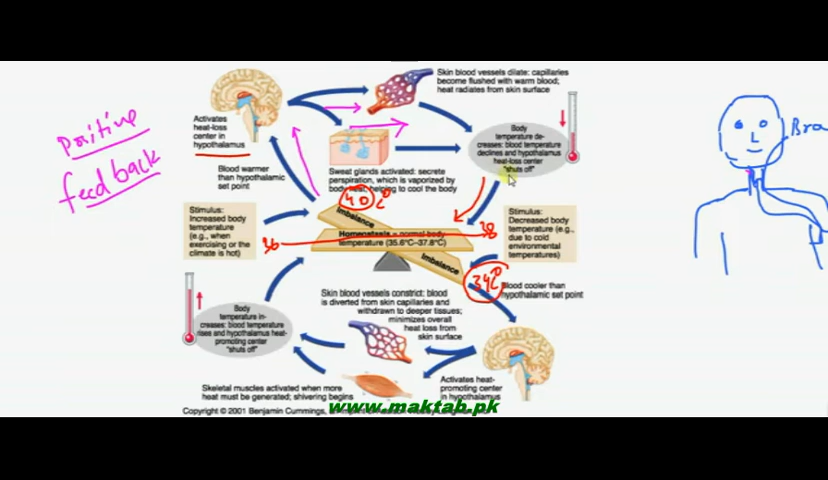 Skin blood vessels dilate: capillaries
become flushed with warm blood;
heat radiates from skin surface
Activates
heat-loss
center in
hypothalamus
Positive
feedback
Body
temperature de-
creases: blood temperature
declines and hypothalamus
heat-loss center
"shuts off"
Blood warmer
than hypothalamic
set point
Sweat glands activated: secrete
perspiration, which is vaporized by
body heat, helping to cool the body
Stimulus:
Increased body
temperature
(e.g., when
exercising or the
climate is hot)
40 C°
Imbalance
36
38
Homeostasis = normal body
temperature (35.6°C–37.8°C)
Imbalance
Stimulus:
Decreased body
temperature (e.g.,
due to cold
environmental
temperatures)
34C°
Blood cooler than
hypothalamic set point
Skin blood vessels constrict: blood
is diverted from skin capillaries and
withdrawn to deeper tissues;
minimizes overall
heat loss from
skin surface
Body
temperature in-
creases: blood temperature
rises and hypothalamus heat-
promoting center
"shuts off"
Skeletal muscles activated when more
heat must be generated; shivering begins
Activates heat-
promoting center
in hypothalamus
Copyright © 2001 Benjamin Cummings, an imprint of
www.maktab.pk
Bra